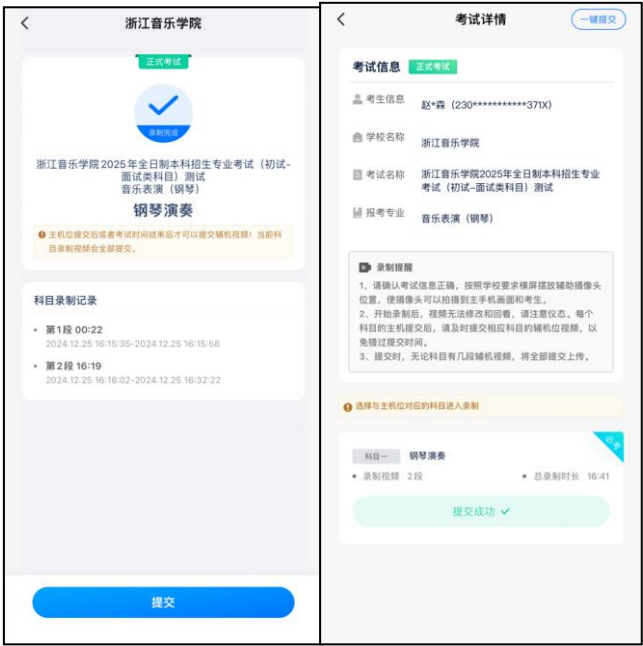 浙江音乐学院
正式考试
录制完成
浙江音乐学院2025年全日制本科招生专业考试（初试-
面试类科目）测试
音乐表演（钢琴）
钢琴演奏
主机位提交后或者考试时间结束后才可以提交辅机视频！当前科
目录制视频会全部提交。
科目录制记录
第1段 00:22
2024.12.25 16:15:35-2024.12.25 16:15:58
第2段 16:19
2024.12.25 16:16:02-2024.12.25 16:32:22
提交
考试详情
一键提交
考试信息 正式考试
考生信息 赵*森（230***********371X）
学校名称 浙江音乐学院
考试名称 浙江音乐学院2025年全日制本科招生专业
考试（初试-面试类科目）测试
报考专业 音乐表演（钢琴）
录制提醒
1、请确认考试信息正确，按照学校要求横屏摆放辅助摄像头
位置，使摄像头可以拍摄到主手机画面和考生。
2、开始录制后，视频无法修改和回看，请注意仪态。每个
科目的主机提交后，请及时提交相应科目的辅机位视频，以
免错过提交时间。
3、提交时，无论科目有几段辅机视频，将全部提交上传。
选择与主机位对应的科目进入录制
必考
科目一 钢琴演奏
录制视频 2段 总录制时长 16:41
提交成功